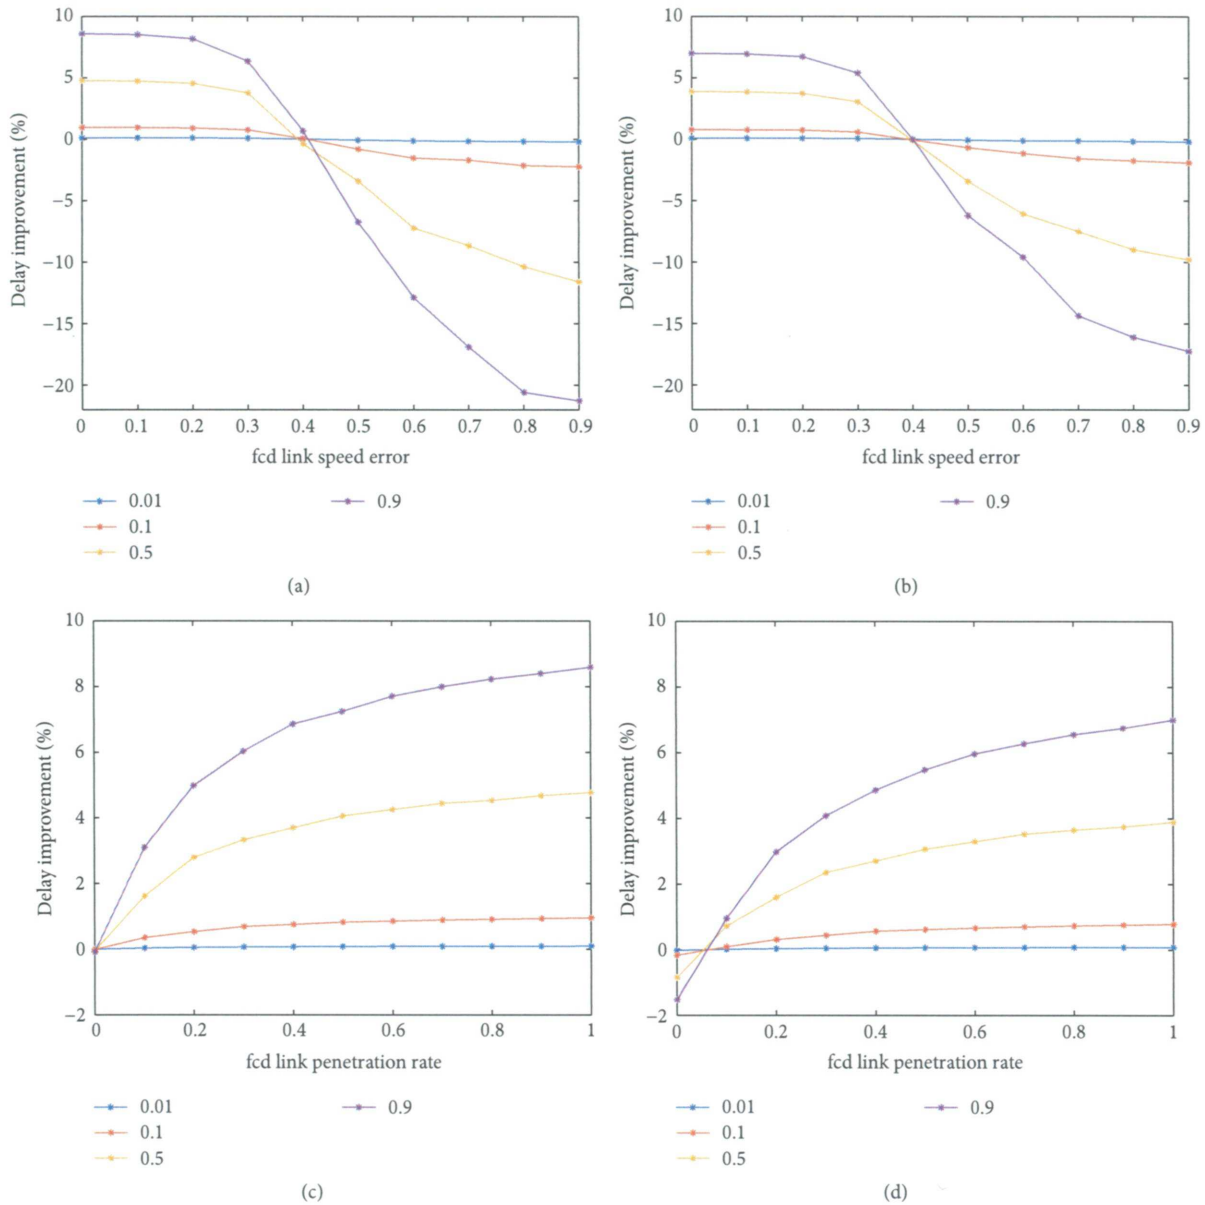 10
5
0
−5
−10
−15
−20
Delay improvement (%)
0 0.1 0.2 0.3 0.4 0.5 0.6 0.7 0.8 0.9
fcd link speed error
0.01 0.9
0.1
0.5
(a)
10
5
0
−5
−10
−15
−20
Delay improvement (%)
0 0.1 0.2 0.3 0.4 0.5 0.6 0.7 0.8 0.9
fcd link speed error
0.01 0.9
0.1
0.5
(b)
10
8
6
4
2
0
−2
Delay improvement (%)
0 0.2 0.4 0.6 0.8 1
fcd link penetration rate
0.01 0.9
0.1
0.5
(c)
10
8
6
4
2
0
−2
Delay improvement (%)
0 0.2 0.4 0.6 0.8 1
fcd link penetration rate
0.01 0.9
0.1
0.5
(d)